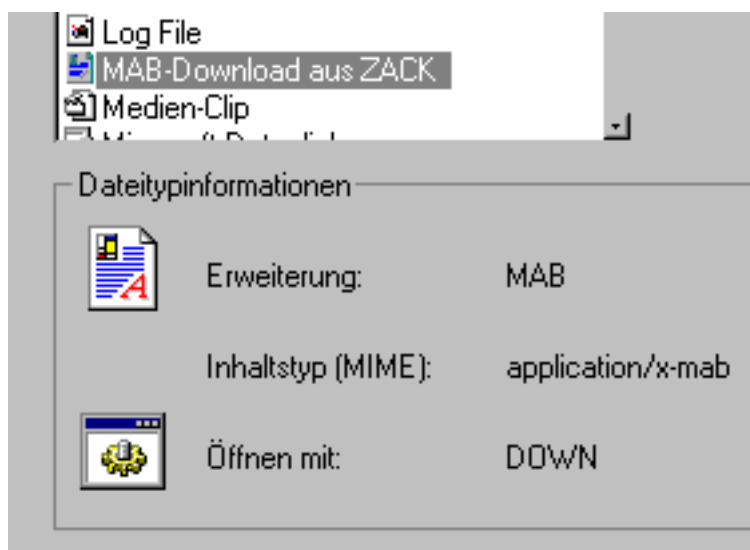 Log File
MAB-Download aus ZACK
Medien-Clip
Dateitypinformationen
Erweiterung: MAB
Inhaltstyp (MIME): application/x-mab
Öffnen mit: DOWN